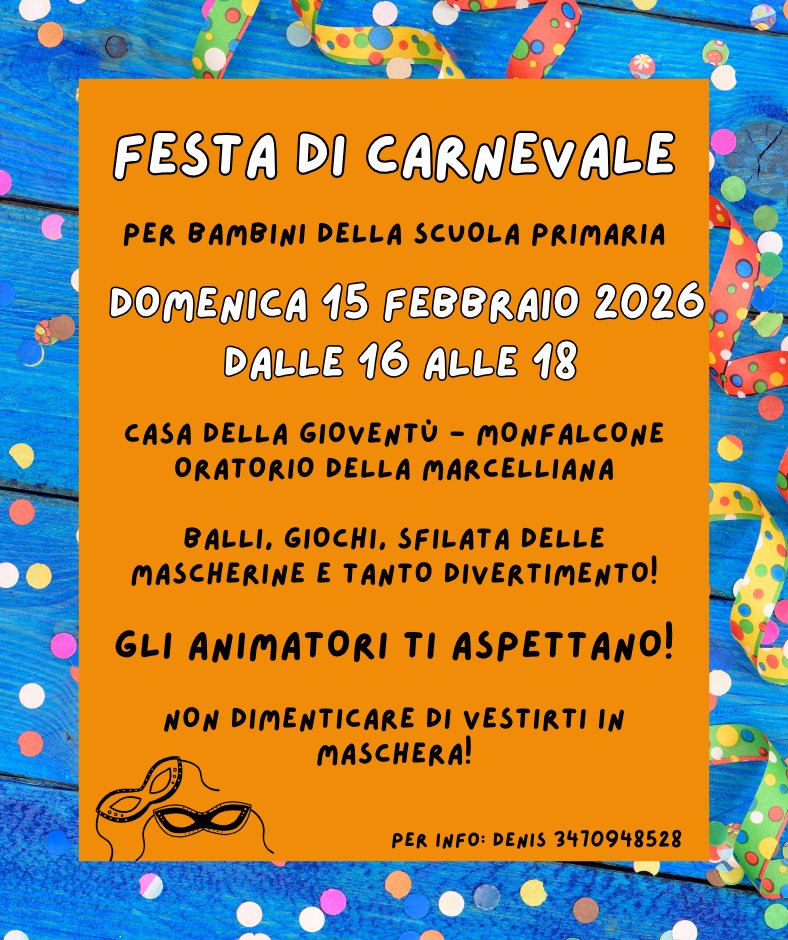 FESTA DI CARNEVALE
PER BAMBINI DELLA SCUOLA PRIMARIA
DOMENICA 15 FEBBRAIO 2026
DALLE 16 ALLE 18
CASA DELLA GIOVENTÙ - MONFALCONE
ORATORIO DELLA MARCELLIANA
BALLI, GIOCHI, SFILATA DELLE
MASCHERINE E TANTO DIVERTIMENTO!
GLI ANIMATORI TI ASPETTANO!
NON DIMENTICARE DI VESTIRTI IN
MASCHERA!
PER INFO: DENIS 3470948528